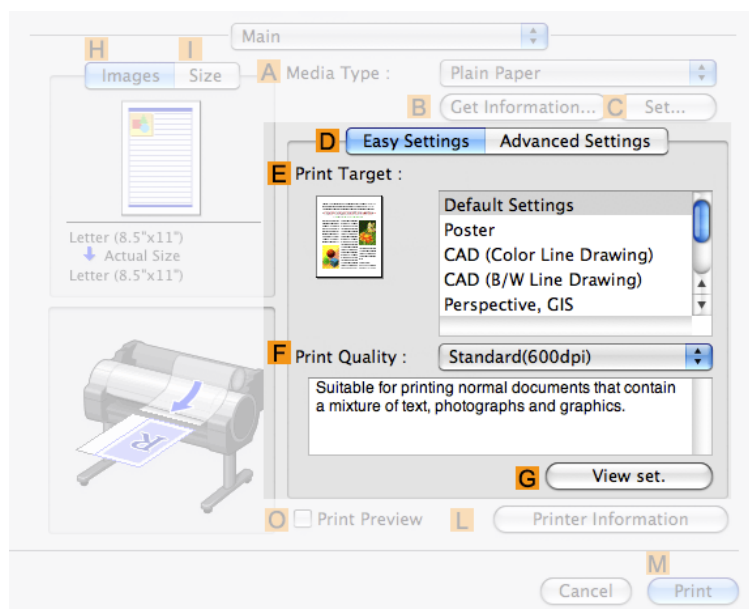 Main
H
I
Images Size
A Media Type : Plain Paper
B Get Information... C Set...
D Easy Settings Advanced Settings
E Print Target :
Default Settings
Poster
CAD (Color Line Drawing)
CAD (B/W Line Drawing)
Perspective, GIS
Letter (8.5"x11")
Actual Size
Letter (8.5"x11")
F Print Quality : Standard(600dpi)
Suitable for printing normal documents that contain
a mixture of text, photographs and graphics.
R
G View set.
O Print Preview L Printer Information
M
Cancel Print